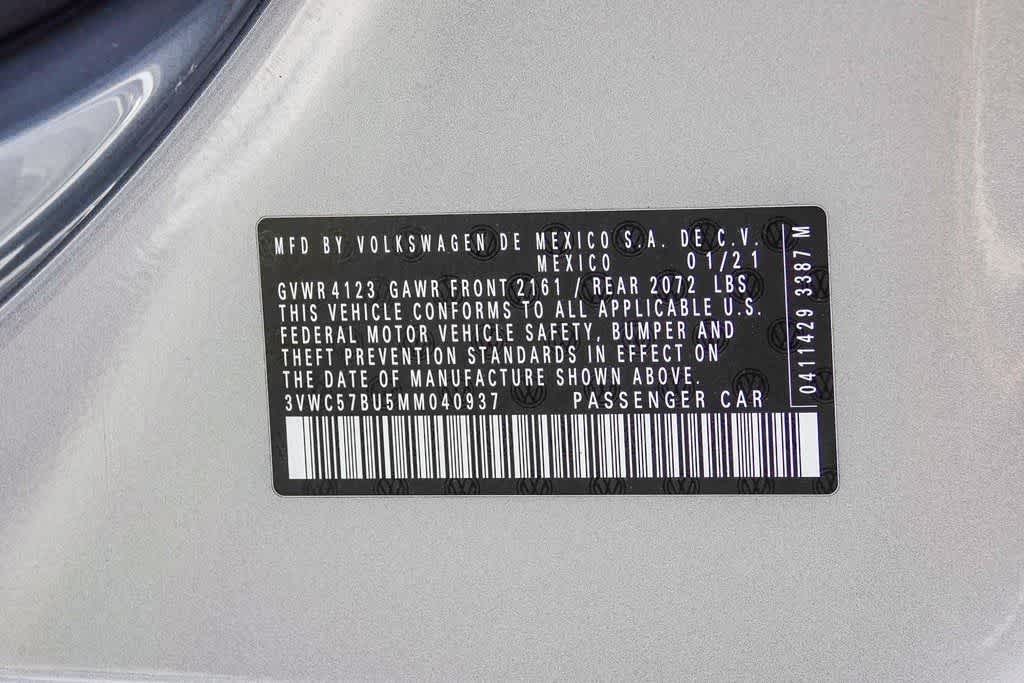 MFD BY VOLKSWAGEN DE MEXICO S.A. DE C.V.
MEXICO 01/21
GVWR 4123 GAWR FRONT 2161 / REAR 2072 LBS
THIS VEHICLE CONFORMS TO ALL APPLICABLE U.S.
FEDERAL MOTOR VEHICLE SAFETY, BUMPER AND
THEFT PREVENTION STANDARDS IN EFFECT ON
THE DATE OF MANUFACTURE SHOWN ABOVE.
3VWC57BU5MM040937 PASSENGER CAR
0411429 3387 M